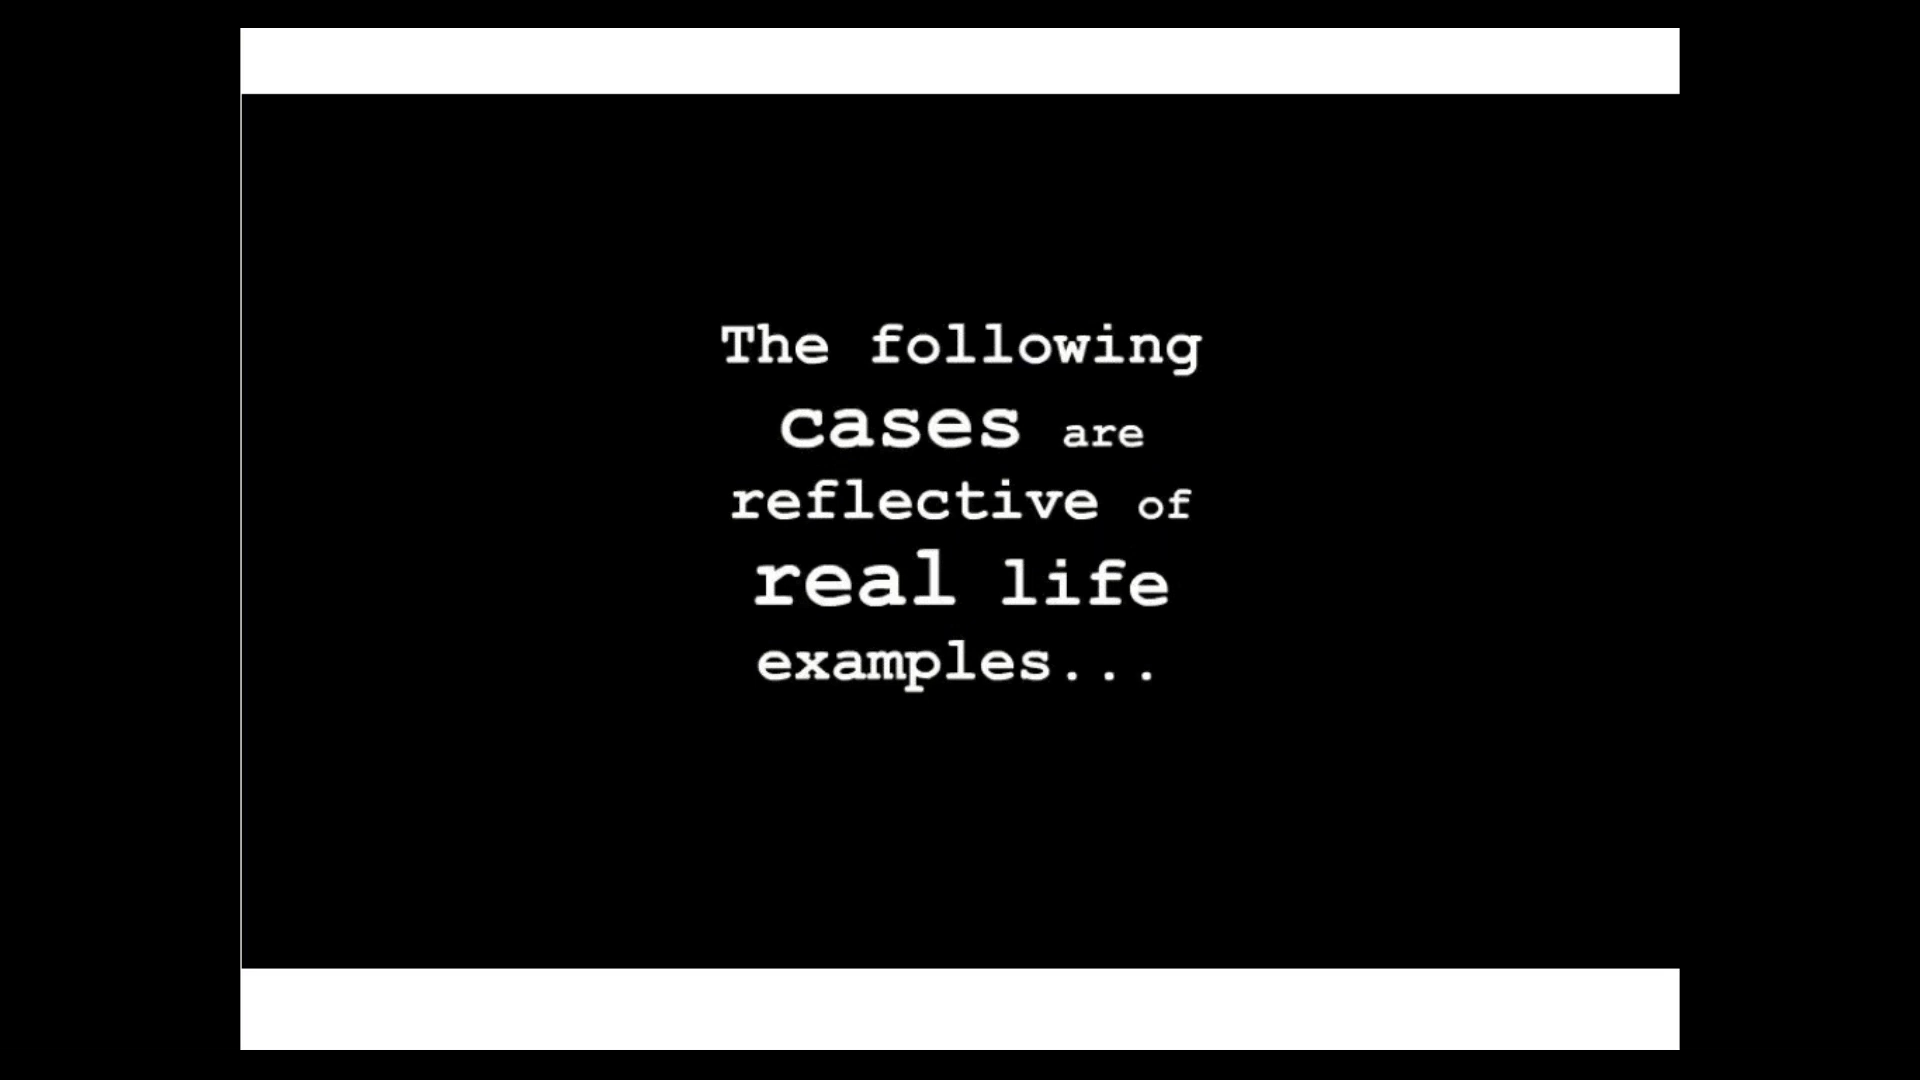 The following
cases are
reflective of
real life
examples...